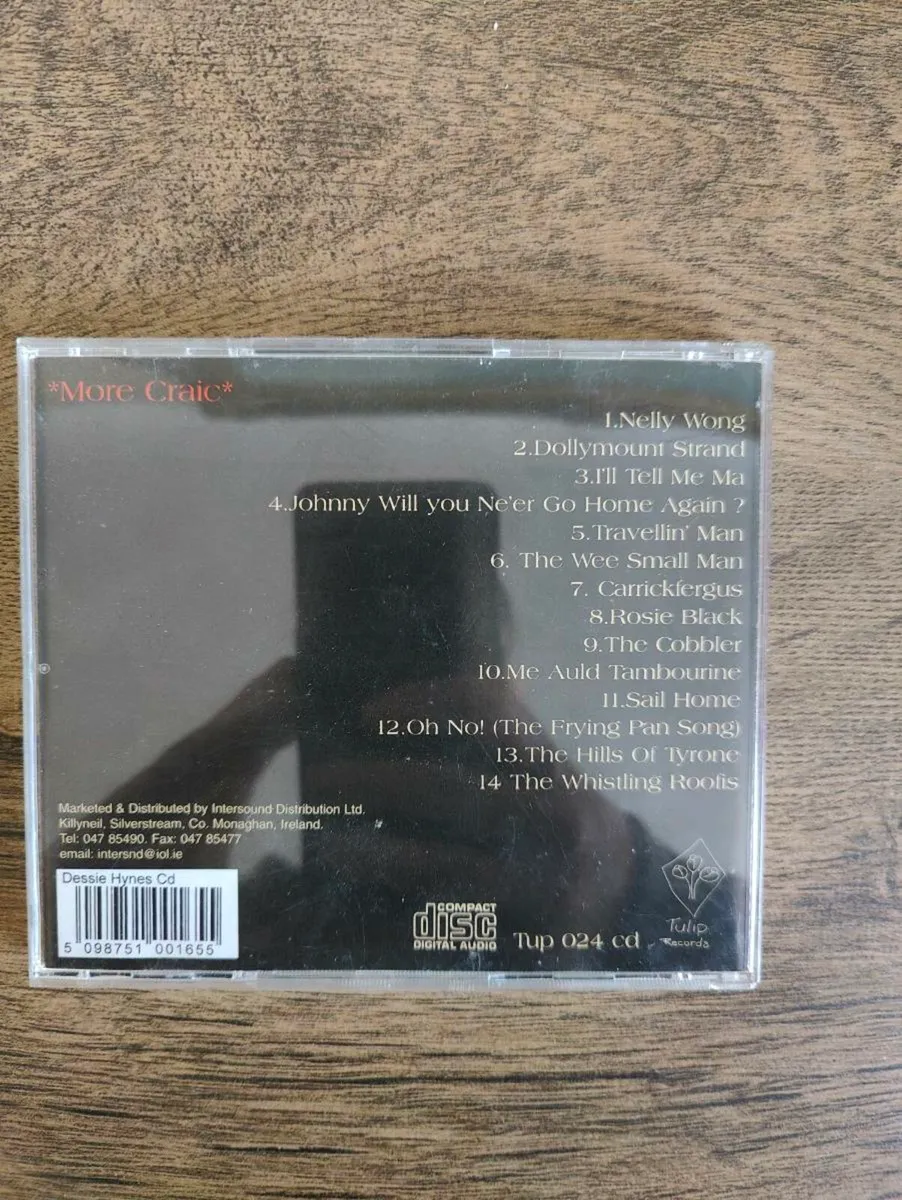 *More Craic*
1.Nelly Wong
2.Dollymount Strand
3.I'll Tell Me Ma
4.Johnny Will you Ne'er Go Home Again ?
5.Travellin' Man
6. The Wee Small Man
7. Carrickfergus
8.Rosie Black
9.The Cobbler
10.Me Auld Tambourine
11.Sail Home
12.Oh No! (The Frying Pan Song)
13.The Hills Of Tyrone
14 The Whistling Roofis
Marketed & Distributed by Intersound Distribution Ltd.
Killyneil, Silverstream, Co. Monaghan, Ireland.
Tel: 047 85490. Fax: 047 85477
email: intersnd@iol.ie
Dessie Hynes Cd
5 098751 001655
COMPACT
disc
DIGITAL AUDIO
Tup 024 cd
Tulip
Records